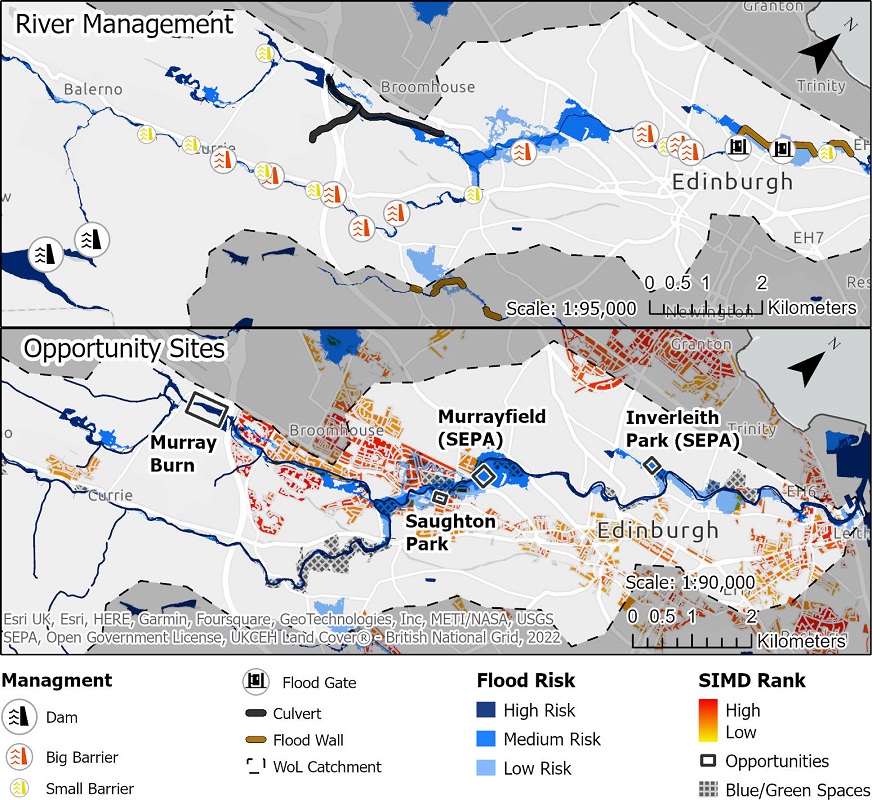 River Management
Granton
N
Balerno
Broomhouse
Trinity
Currie
EH
Edinburgh
w
EH7
Res
0 0.5 1 2
Scale: 1:95,000
Kilometers
Newington
Opportunity Sites
Granton
N
Murrayfield
(SEPA)
Inverleith
Park (SEPA)
o
Broomhouse
Trinity
Murray
Burn
Currie
EH6
Saughton
Park
Edinburgh
Leith
Scale: 1:90,000
Esri UK, Esri, HERE, Garmin, Foursquare, GeoTechnologies, Inc, METI/NASA, USGS
0 0.5 1 2
SEPA, Open Government License, UKCEH Land Cover® - British National Grid, 2022
Kilometers
Managment
Dam
Big Barrier
Small Barrier
Flood Gate
Culvert
Flood Wall
WoL Catchment
Flood Risk
High Risk
Medium Risk
Low Risk
SIMD Rank
High
Low
Opportunities
Blue/Green Spaces